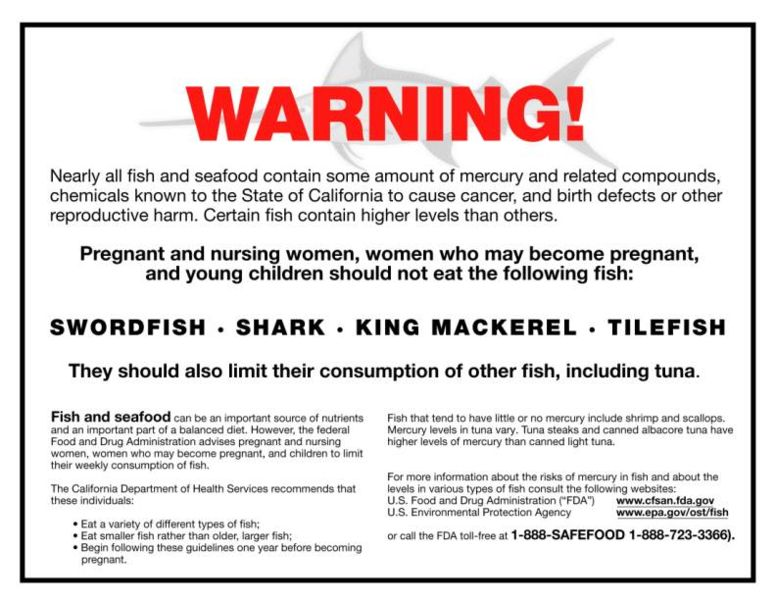 WARNING!
Nearly all fish and seafood contain some amount of mercury and related compounds,
chemicals known to the State of California to cause cancer, and birth defects or other
reproductive harm. Certain fish contain higher levels than others.
Pregnant and nursing women, women who may become pregnant,
and young children should not eat the following fish:
SWORDFISH • SHARK • KING MACKEREL • TILEFISH
They should also limit their consumption of other fish, including tuna.
Fish and seafood can be an important source of nutrients
and an important part of a balanced diet. However, the federal
Food and Drug Administration advises pregnant and nursing
women, women who may become pregnant, and children to limit
their weekly consumption of fish.
The California Department of Health Services recommends that
these individuals:
• Eat a variety of different types of fish;
• Eat smaller fish rather than older, larger fish;
• Begin following these guidelines one year before becoming
pregnant.
Fish that tend to have little or no mercury include shrimp and scallops.
Mercury levels in tuna vary. Tuna steaks and canned albacore tuna have
higher levels of mercury than canned light tuna.
For more information about the risks of mercury in fish and about the
levels in various types of fish consult the following websites:
U.S. Food and Drug Administration ("FDA") www.cfsan.fda.gov
U.S. Environmental Protection Agency www.epa.gov/ost/fish
or call the FDA toll-free at 1-888-SAFEFOOD 1-888-723-3366).